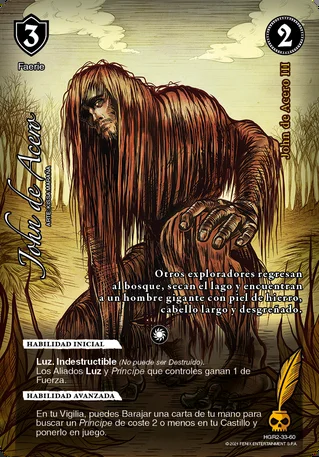 3
2
Faerie
John de Acero III
John de Acero
Otros exploradores regresan
al bosque, secan el lago y encuentran
a un hombre gigante con piel de hierro,
cabello largo y desgreñado.
HABILIDAD INICIAL
Luz. Indestructible (No puede ser Destruido).
Los Aliados Luz y Príncipe que controles ganan 1 de
Fuerza.
HABILIDAD AVANZADA
En tu Vigilia, puedes Barajar una carta de tu mano para
buscar un Príncipe de coste 2 o menos en tu Castillo y
ponerlo en juego.
HGR2-33-60
© 2021 FENIX ENTERTAINMENT SPA